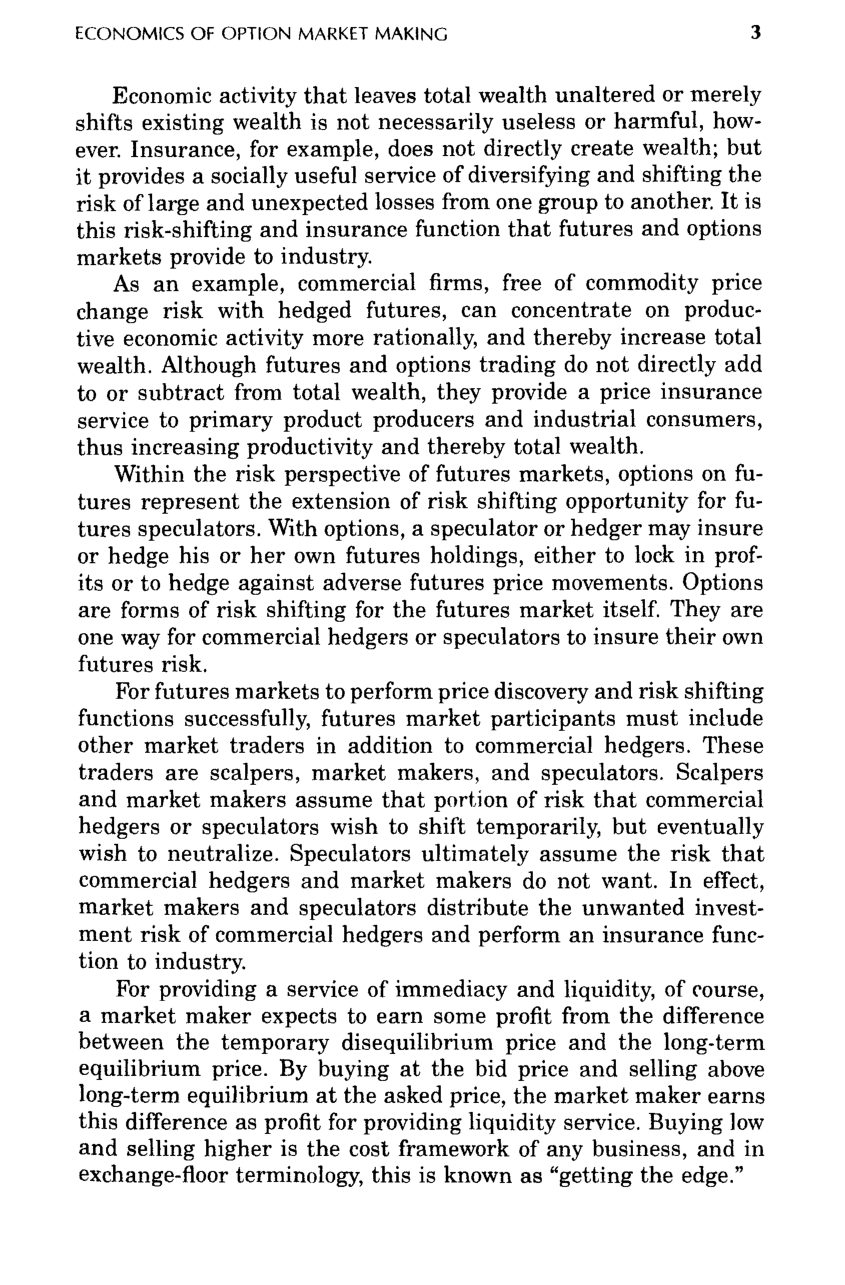 ECONOMICS OF OPTION MARKET MAKING 3
Economic activity that leaves total wealth unaltered or merely
shifts existing wealth is not necessarily useless or harmful, how-
ever. Insurance, for example, does not directly create wealth; but
it provides a socially useful service of diversifying and shifting the
risk of large and unexpected losses from one group to another. It is
this risk-shifting and insurance function that futures and options
markets provide to industry.
As an example, commercial firms, free of commodity price
change risk with hedged futures, can concentrate on produc-
tive economic activity more rationally, and thereby increase total
wealth. Although futures and options trading do not directly add
to or subtract from total wealth, they provide a price insurance
service to primary product producers and industrial consumers,
thus increasing productivity and thereby total wealth.
Within the risk perspective of futures markets, options on fu-
tures represent the extension of risk shifting opportunity for fu-
tures speculators. With options, a speculator or hedger may insure
or hedge his or her own futures holdings, either to lock in prof-
its or to hedge against adverse futures price movements. Options
are forms of risk shifting for the futures market itself. They are
one way for commercial hedgers or speculators to insure their own
futures risk.
For futures markets to perform price discovery and risk shifting
functions successfully, futures market participants must include
other market traders in addition to commercial hedgers. These
traders are scalpers, market makers, and speculators. Scalpers
and market makers assume that portion of risk that commercial
hedgers or speculators wish to shift temporarily, but eventually
wish to neutralize. Speculators ultimately assume the risk that
commercial hedgers and market makers do not want. In effect,
market makers and speculators distribute the unwanted invest-
ment risk of commercial hedgers and perform an insurance func-
tion to industry.
For providing a service of immediacy and liquidity, of course,
a market maker expects to earn some profit from the difference
between the temporary disequilibrium price and the long-term
equilibrium price. By buying at the bid price and selling above
long-term equilibrium at the asked price, the market maker earns
this difference as profit for providing liquidity service. Buying low
and selling higher is the cost framework of any business, and in
exchange-floor terminology, this is known as “getting the edge.”